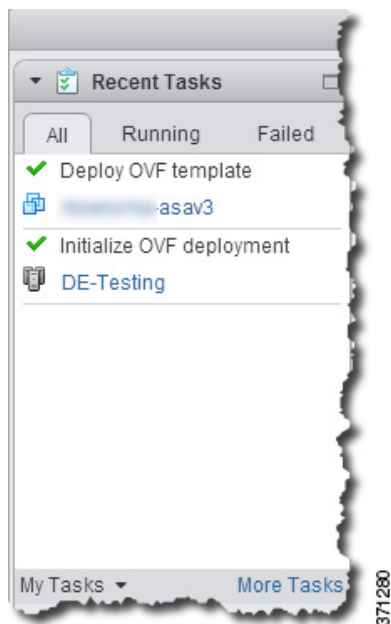 Recent Tasks
All Running Failed
Deploy OVF template
-asav3
Initialize OVF deployment
DE-Testing
My Tasks More Tasks
371280